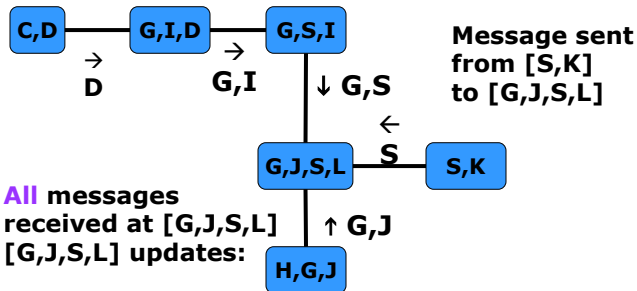 C,D
G,I,D
G,S,I
→
D
→
G,I
↓ G,S
Message sent
from [S,K]
to [G,J,S,L]
←
S
G,J,S,L
S,K
All messages
received at [G,J,S,L]
[G,J,S,L] updates:
↑ G,J
H,G,J